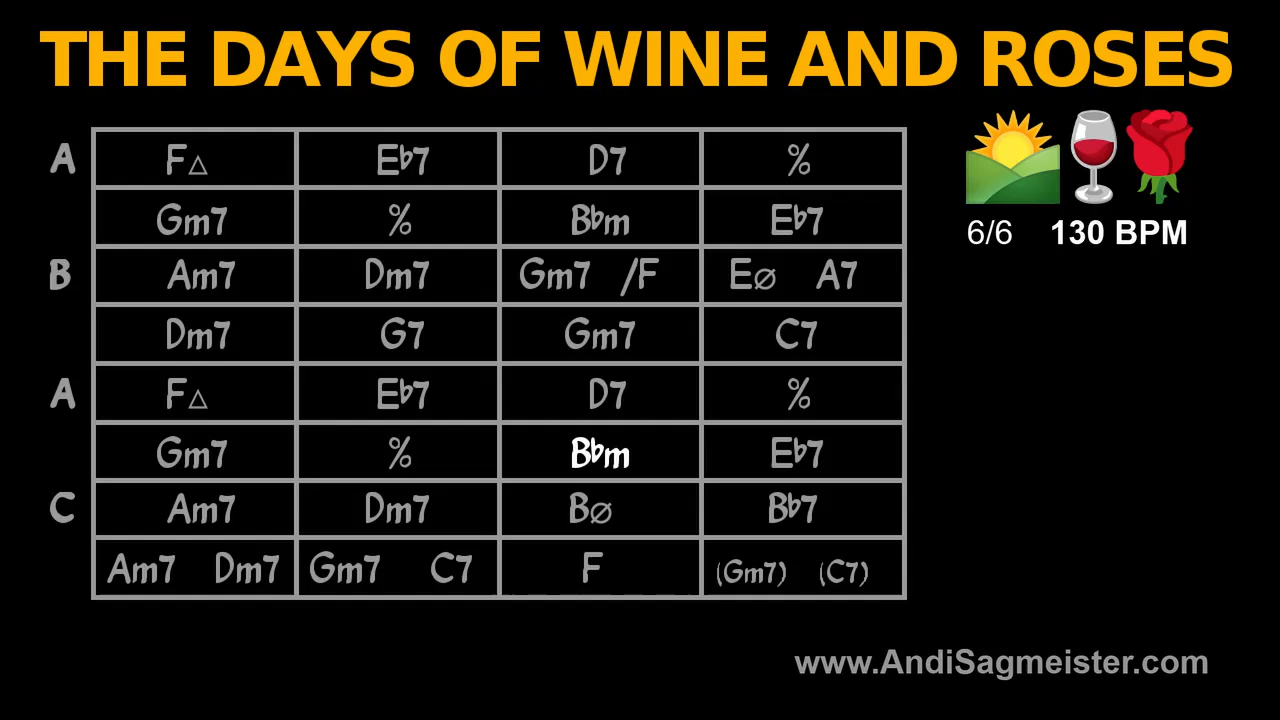 THE DAYS OF WINE AND ROSES
A F△ E♭7 D7 %
Gm7 % B♭m E♭7
6/6 130 BPM
B Am7 Dm7 Gm7 /F Eø A7
Dm7 G7 Gm7 C7
A F△ E♭7 D7 %
Gm7 % B♭m E♭7
C Am7 Dm7 Bø B♭7
Am7 Dm7 Gm7 C7 F (Gm7) (C7)
www.AndiSagmeister.com